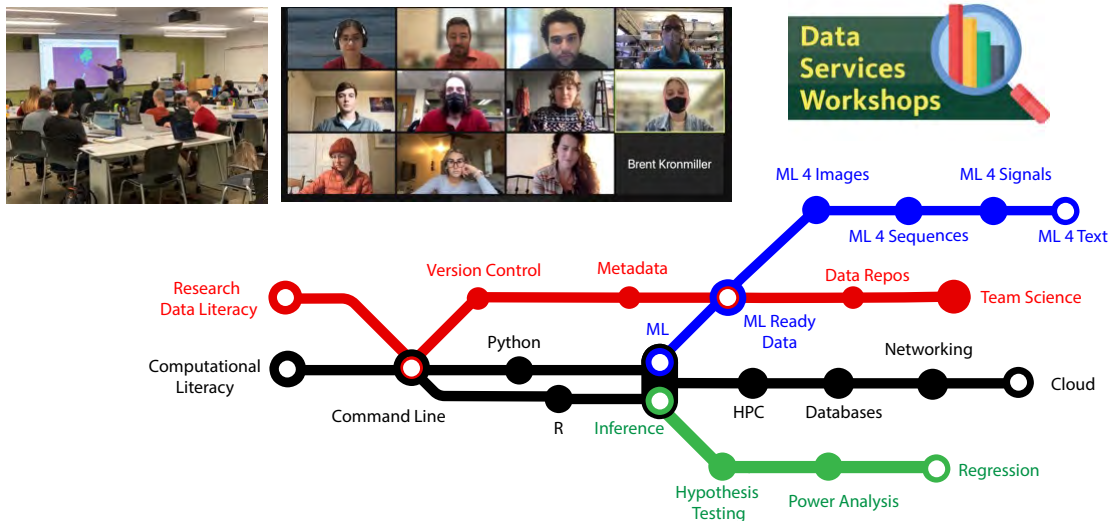 Data
Services
Workshops
Brent Kronmiller
ML 4 Images
ML 4 Signals
ML 4 Sequences
ML 4 Text
Research
Data Literacy
Version Control
Metadata
Data Repos
Team Science
ML Ready
Data
ML
Computational
Literacy
Python
Networking
Command Line
R
Inference
HPC
Databases
Cloud
Hypothesis
Testing
Power Analysis
Regression